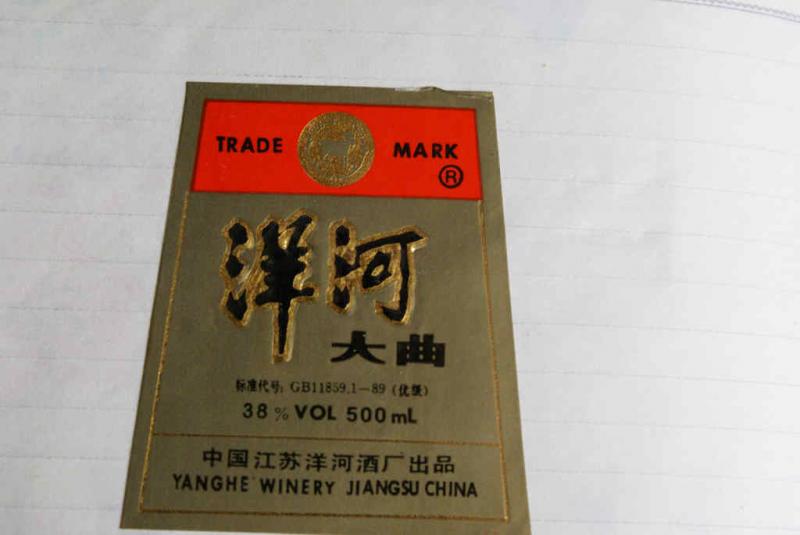 TRADE MARK
®
洋河
大曲
标准代号: GB11859.1-89 (优级)
38% VOL 500mL
中国江苏洋河酒厂出品
YANGHE WINERY JIANGSU CHINA